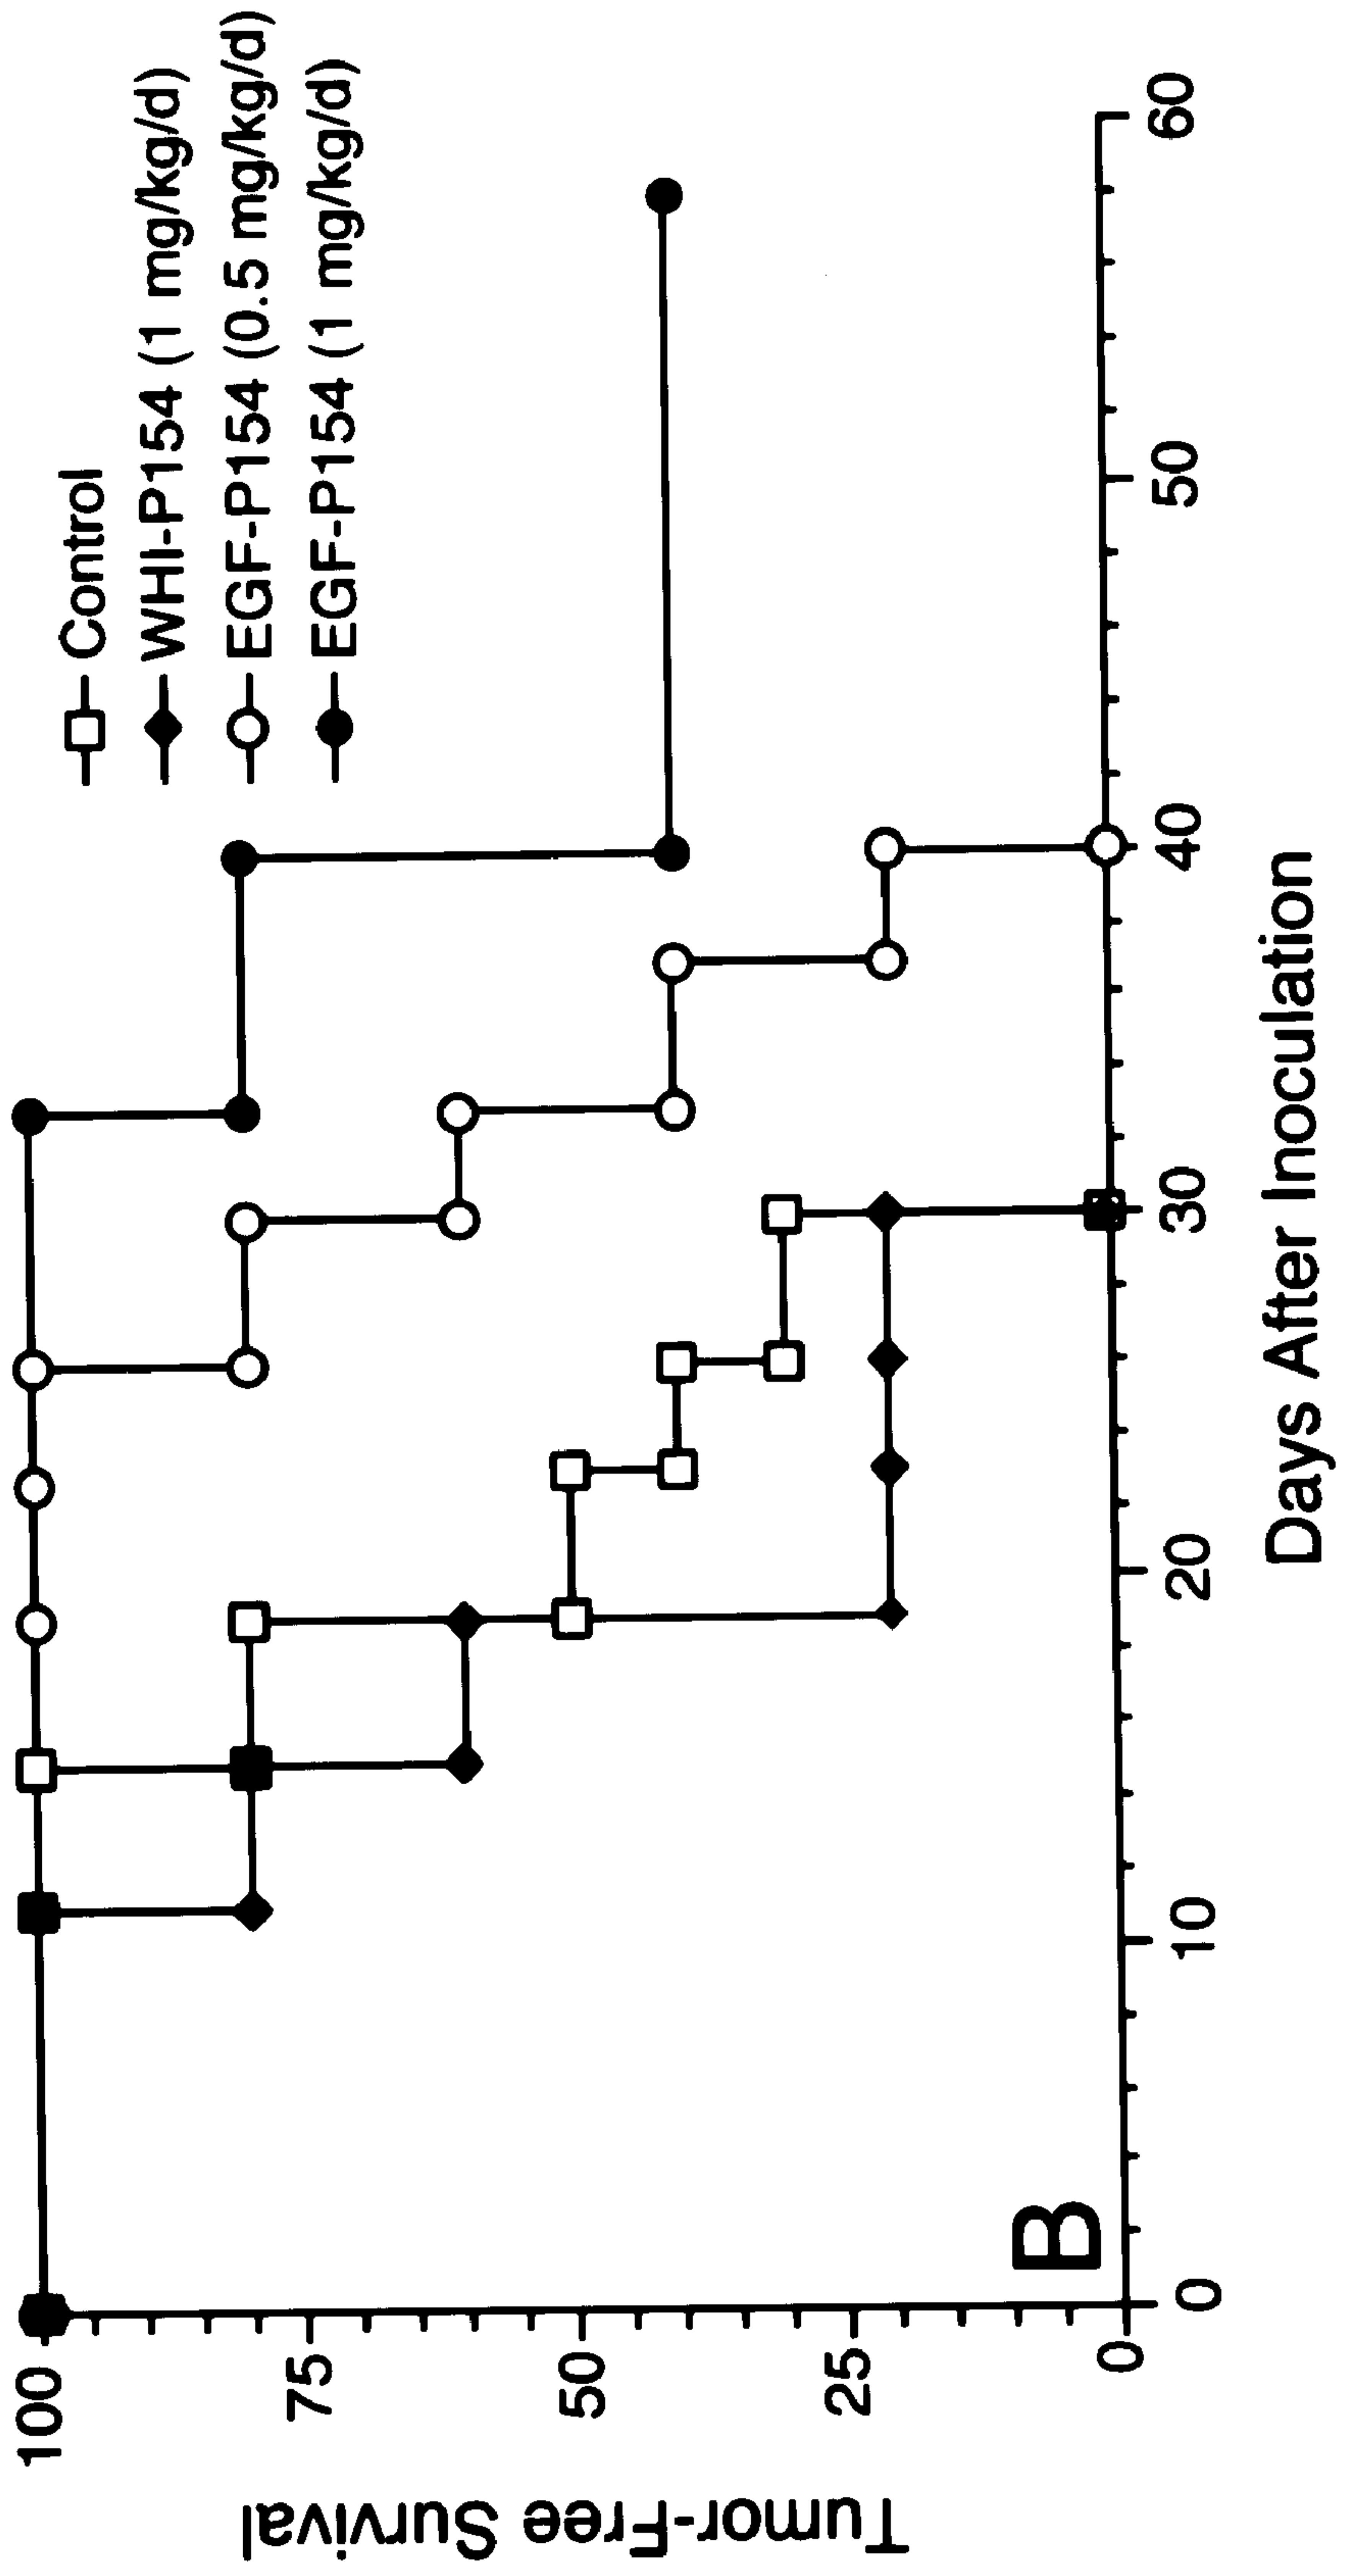 Control
WHI-P154 (1 mg/kg/d)
EGF-P154 (0.5 mg/kg/d)
EGF-P154 (1 mg/kg/d)
Tumor-Free Survival
100
75
50
25
0
B
0
10
20
30
40
50
60
Days After Inoculation